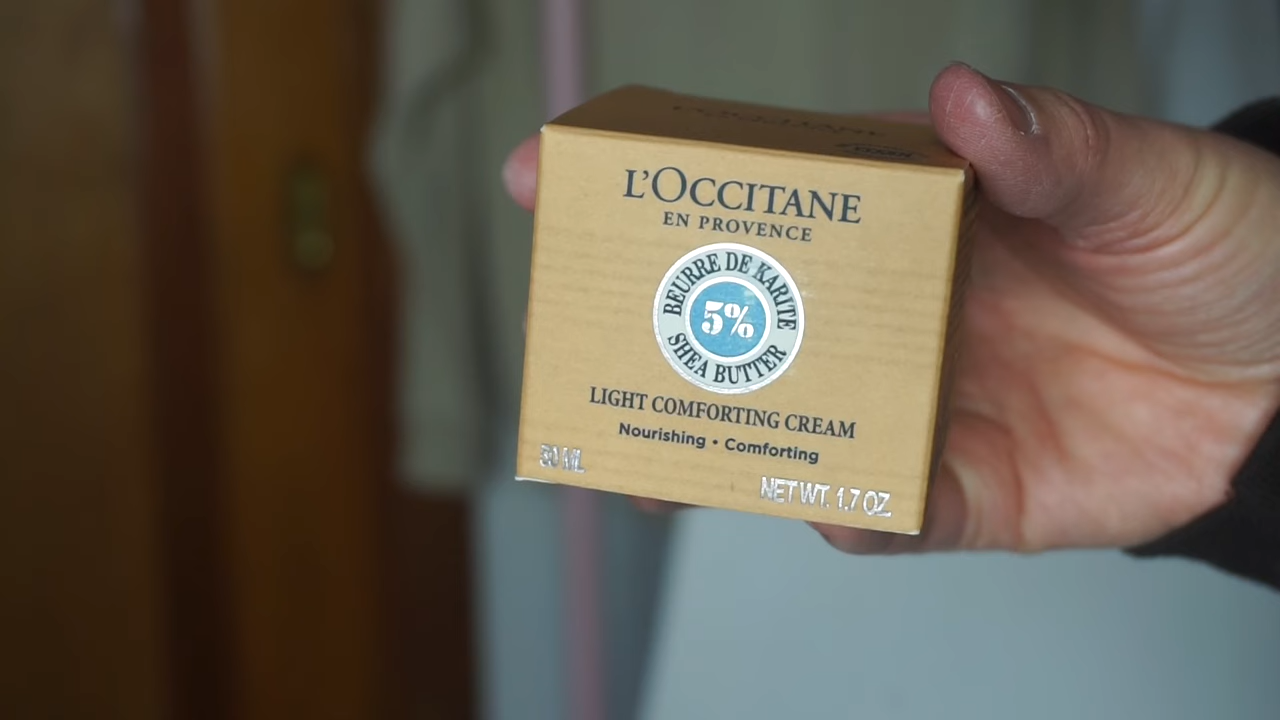 L'OCCITANE
EN PROVENCE
BEURRE DE KARITE
5%
SHEA BUTTER
LIGHT COMFORTING CREAM
Nourishing • Comforting
50 ML
NET WT. 1.7 OZ